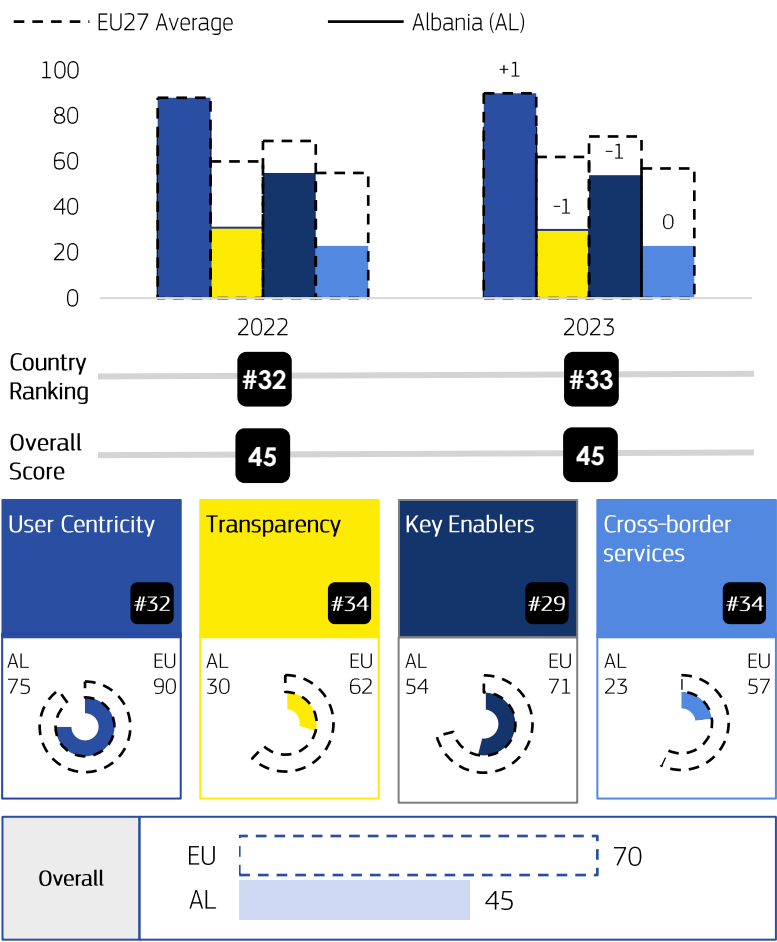 EU27 Average Albania (AL)
100
80
60
40
20
0
+1
-1
-1
0
2022 2023
Country
Ranking
#32 #33
Overall
Score
45 45
User Centricity
#32
AL EU
75 90
Transparency
#34
AL EU
30 62
Key Enablers
#29
AL EU
54 71
Cross-border
services
#34
AL EU
23 57
Overall
EU 70
AL 45